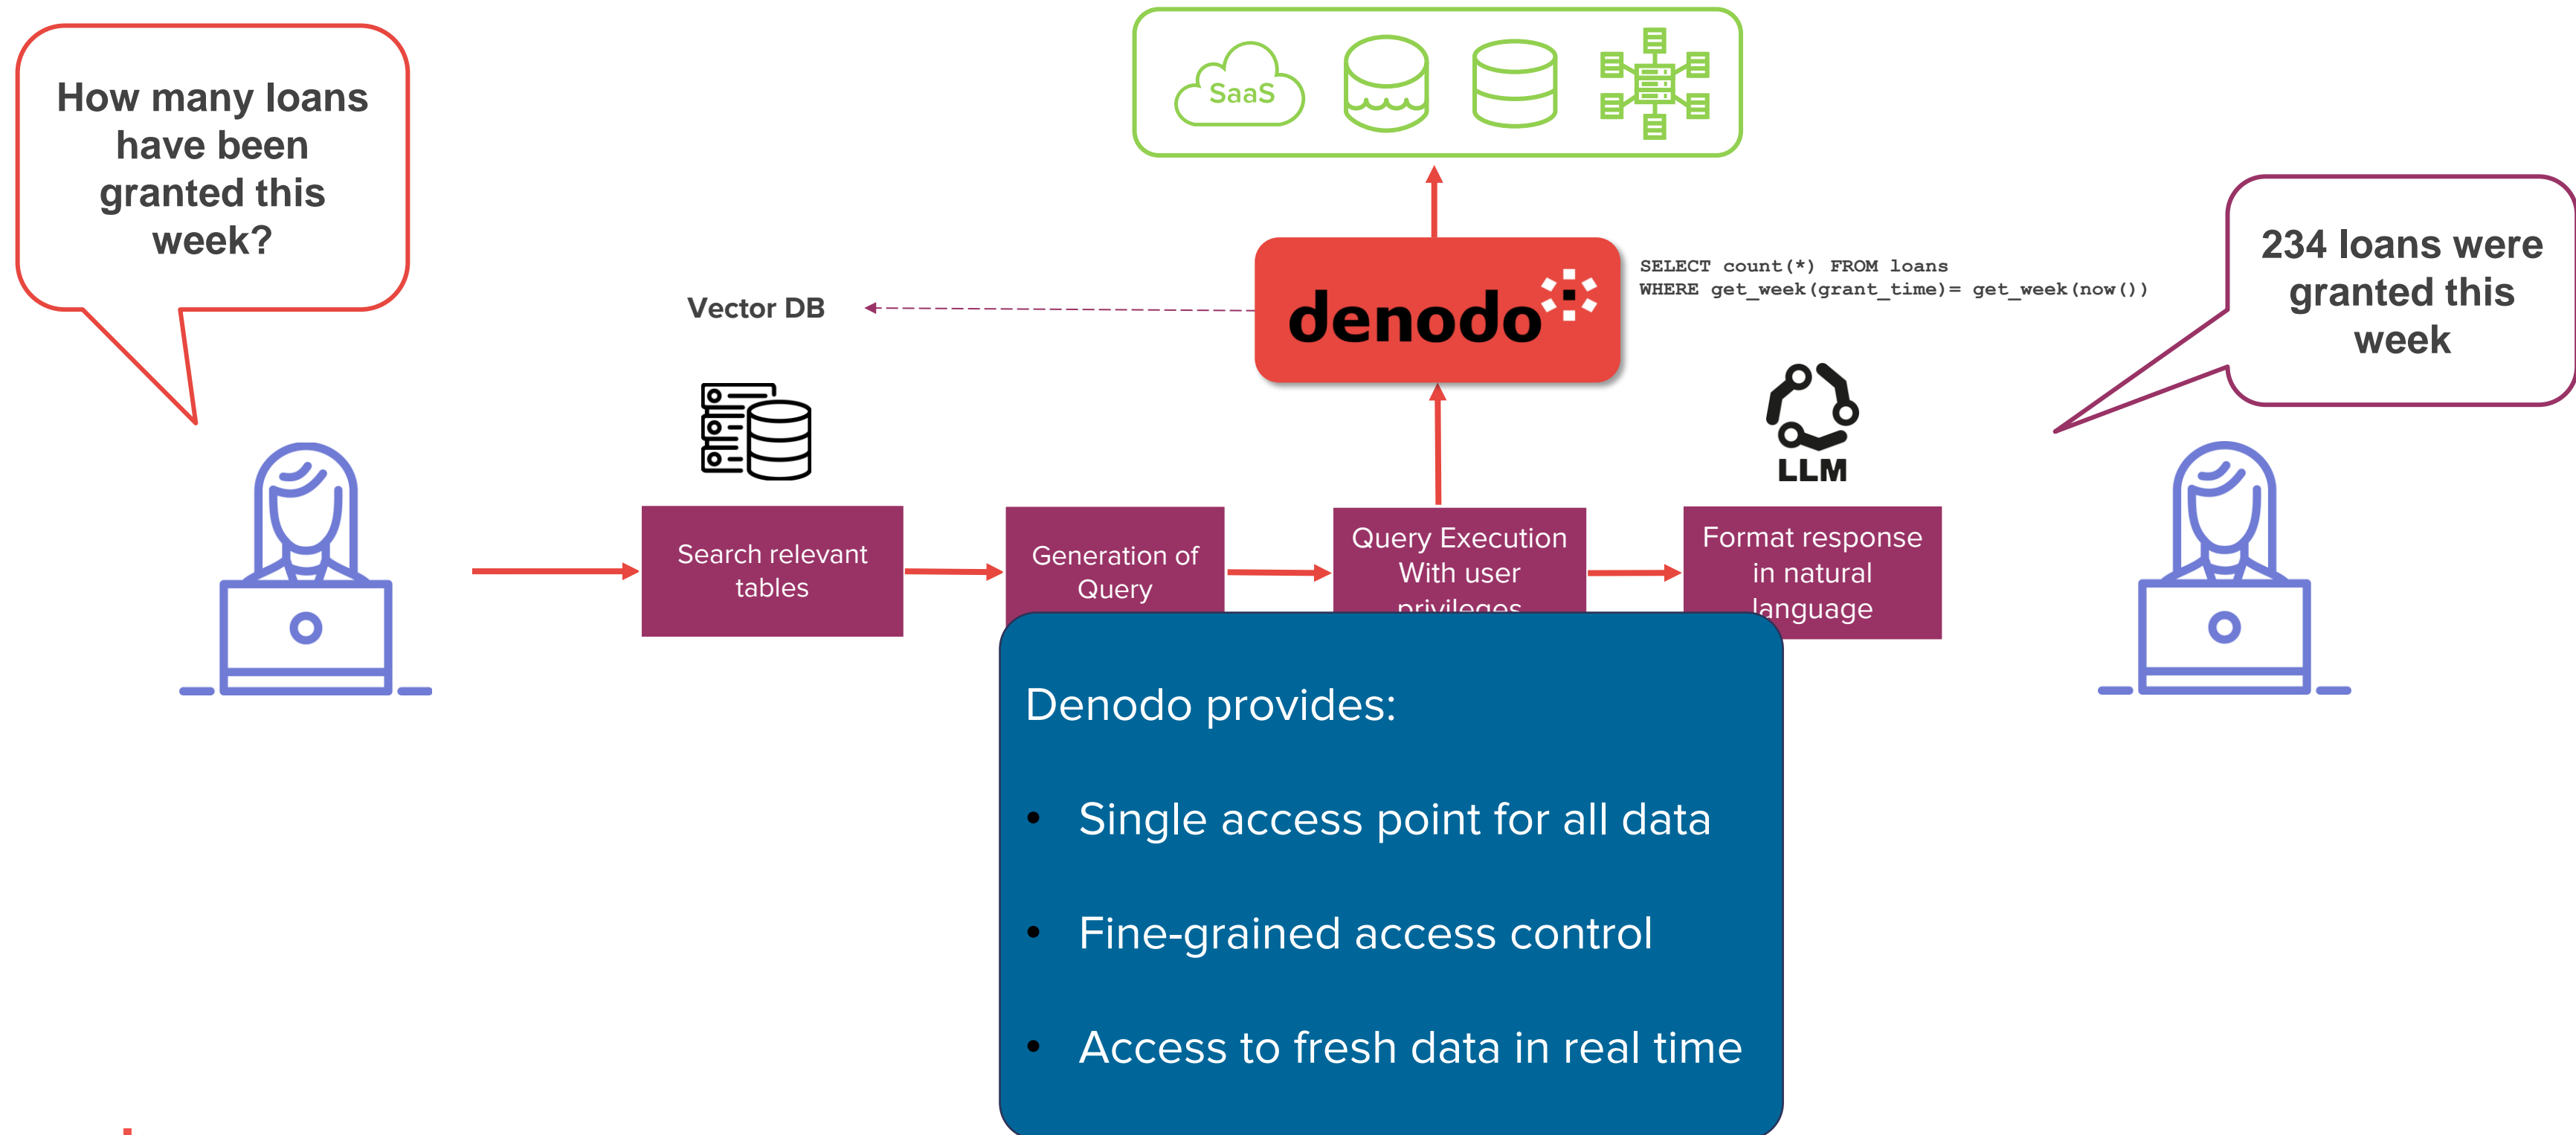 How many loans
have been
granted this
week?
SaaS
denodo
SELECT count(*) FROM loans
WHERE get_week(grant_time)= get_week(now())
234 loans were
granted this
week
Vector DB
LLM
Search relevant
tables
Generation of
Query
Query Execution
With user
privileges
Format response
in natural
language
Denodo provides:
• Single access point for all data
• Fine-grained access control
• Access to fresh data in real time